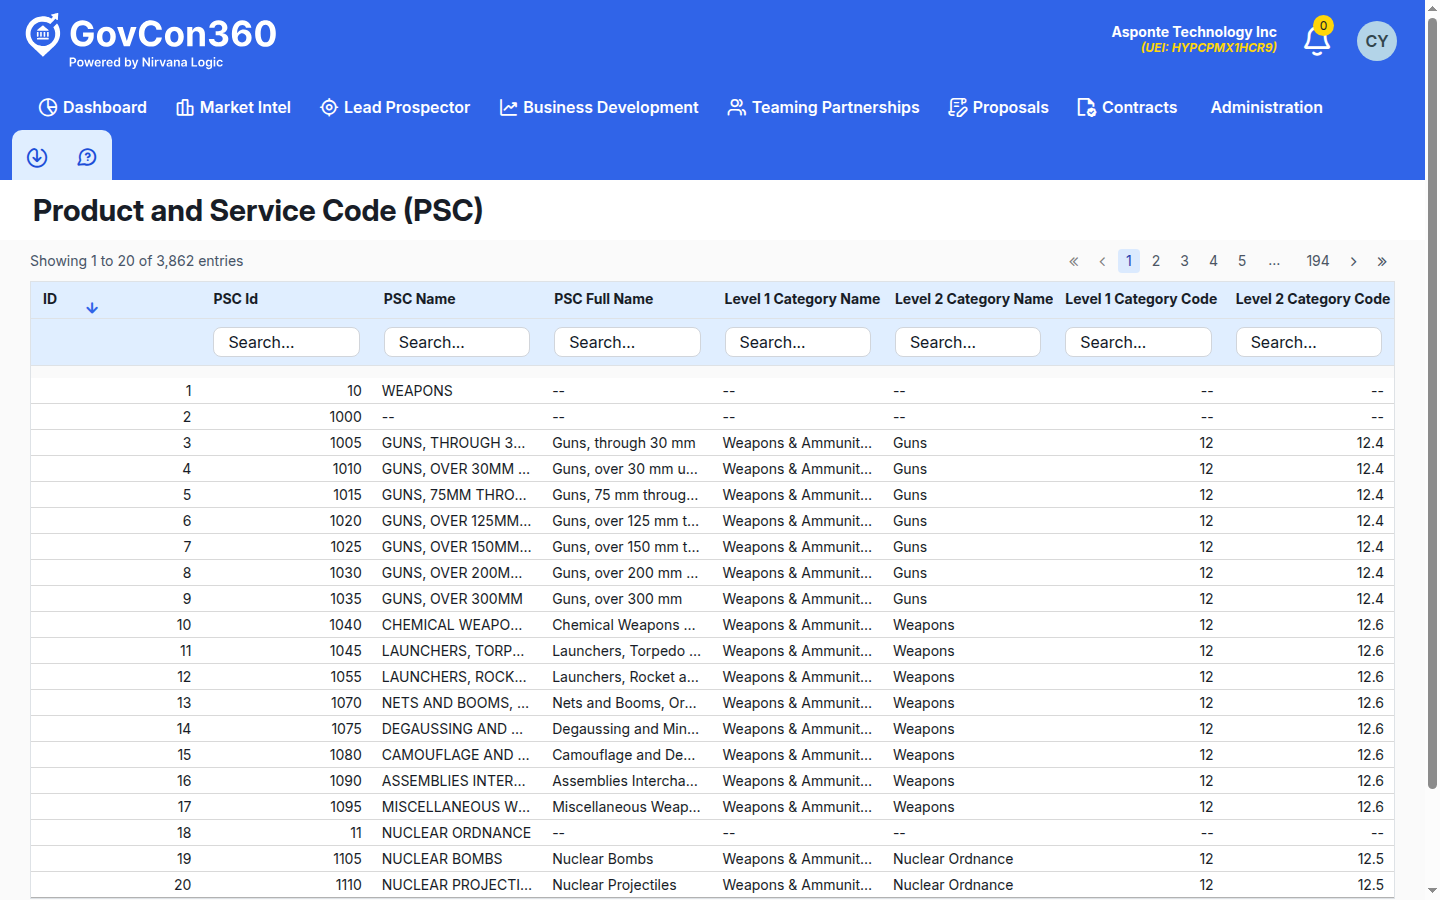 GovCon360
Powered by Nirvana Logic
Asponte Technology Inc
(UEI: HYPCPMX1HCR9)
0
CY
Dashboard Market Intel Lead Prospector Business Development Teaming Partnerships Proposals Contracts Administration
Product and Service Code (PSC)
Showing 1 to 20 of 3,862 entries
« ‹ 1 2 3 4 5 ... 194 › »
ID PSC Id PSC Name PSC Full Name Level 1 Category Name Level 2 Category Name Level 1 Category Code Level 2 Category Code
Search... Search... Search... Search... Search... Search... Search...
1 10 WEAPONS -- -- -- -- --
2 1000 -- -- -- -- -- --
3 1005 GUNS, THROUGH 3... Guns, through 30 mm Weapons & Ammunit... Guns 12 12.4
4 1010 GUNS, OVER 30MM ... Guns, over 30 mm u... Weapons & Ammunit... Guns 12 12.4
5 1015 GUNS, 75MM THRO... Guns, 75 mm throug... Weapons & Ammunit... Guns 12 12.4
6 1020 GUNS, OVER 125MM... Guns, over 125 mm t... Weapons & Ammunit... Guns 12 12.4
7 1025 GUNS, OVER 150MM... Guns, over 150 mm t... Weapons & Ammunit... Guns 12 12.4
8 1030 GUNS, OVER 200M... Guns, over 200 mm ... Weapons & Ammunit... Guns 12 12.4
9 1035 GUNS, OVER 300MM Guns, over 300 mm Weapons & Ammunit... Guns 12 12.4
10 1040 CHEMICAL WEAPO... Chemical Weapons ... Weapons & Ammunit... Weapons 12 12.6
11 1045 LAUNCHERS, TORP... Launchers, Torpedo ... Weapons & Ammunit... Weapons 12 12.6
12 1055 LAUNCHERS, ROCK... Launchers, Rocket a... Weapons & Ammunit... Weapons 12 12.6
13 1070 NETS AND BOOMS, ... Nets and Booms, Or... Weapons & Ammunit... Weapons 12 12.6
14 1075 DEGAUSSING AND ... Degaussing and Min... Weapons & Ammunit... Weapons 12 12.6
15 1080 CAMOUFLAGE AND ... Camouflage and De... Weapons & Ammunit... Weapons 12 12.6
16 1090 ASSEMBLIES INTER... Assemblies Intercha... Weapons & Ammunit... Weapons 12 12.6
17 1095 MISCELLANEOUS W... Miscellaneous Weap... Weapons & Ammunit... Weapons 12 12.6
18 11 NUCLEAR ORDNANCE -- -- -- -- --
19 1105 NUCLEAR BOMBS Nuclear Bombs Weapons & Ammunit... Nuclear Ordnance 12 12.5
20 1110 NUCLEAR PROJECTI... Nuclear Projectiles Weapons & Ammunit... Nuclear Ordnance 12 12.5